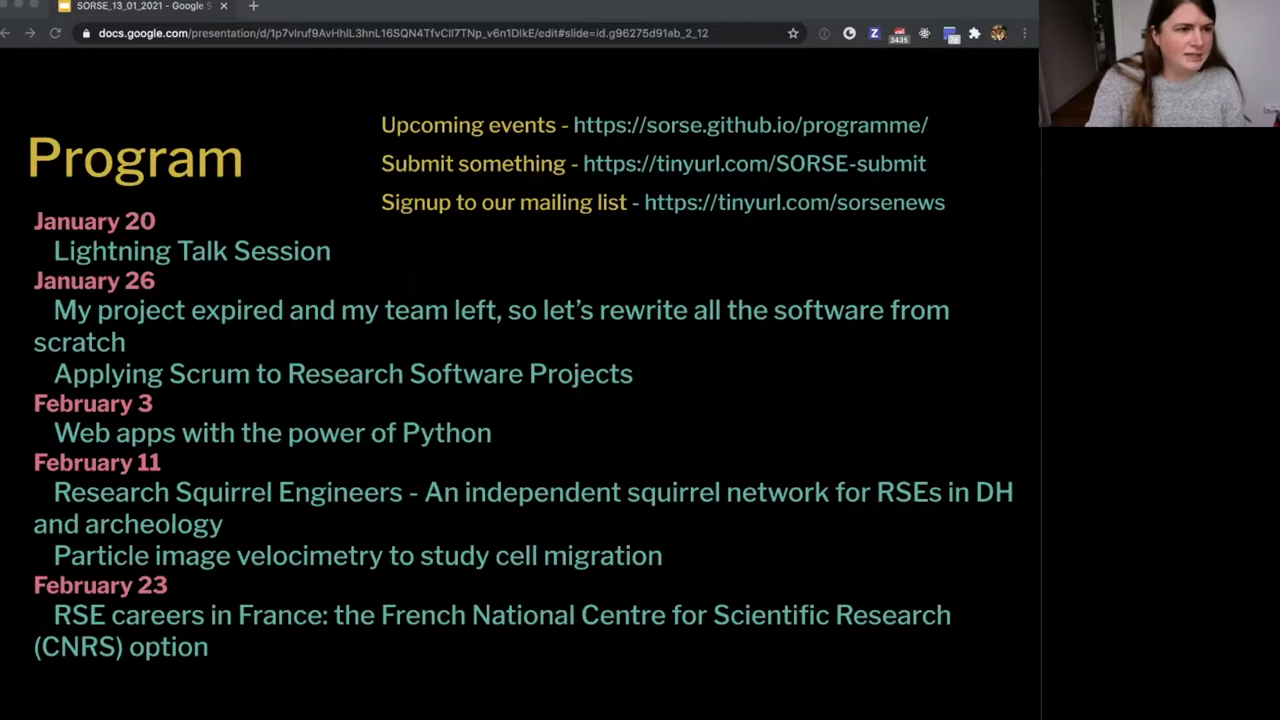 SORSE_13_01_2021 - Google S
docs.google.com/presentation/d/1p7vlruf9AvHhlL3hnL16SQN4TfvClI7TCNYpv_v6n1DlkE/edit#slide=id.g96275d91ab_2_12
3435
Upcoming events - https://sorse.github.io/programme/
Program
Submit something - https://tinyurl.com/SORSE-submit
Signup to our mailing list - https://tinyurl.com/sorsenews
January 20
Lightning Talk Session
January 26
My project expired and my team left, so let’s rewrite all the software from
scratch
Applying Scrum to Research Software Projects
February 3
Web apps with the power of Python
February 11
Research Squirrel Engineers - An independent squirrel network for RSEs in DH
and archeology
Particle image velocimetry to study cell migration
February 23
RSE careers in France: the French National Centre for Scientific Research
(CNRS) option